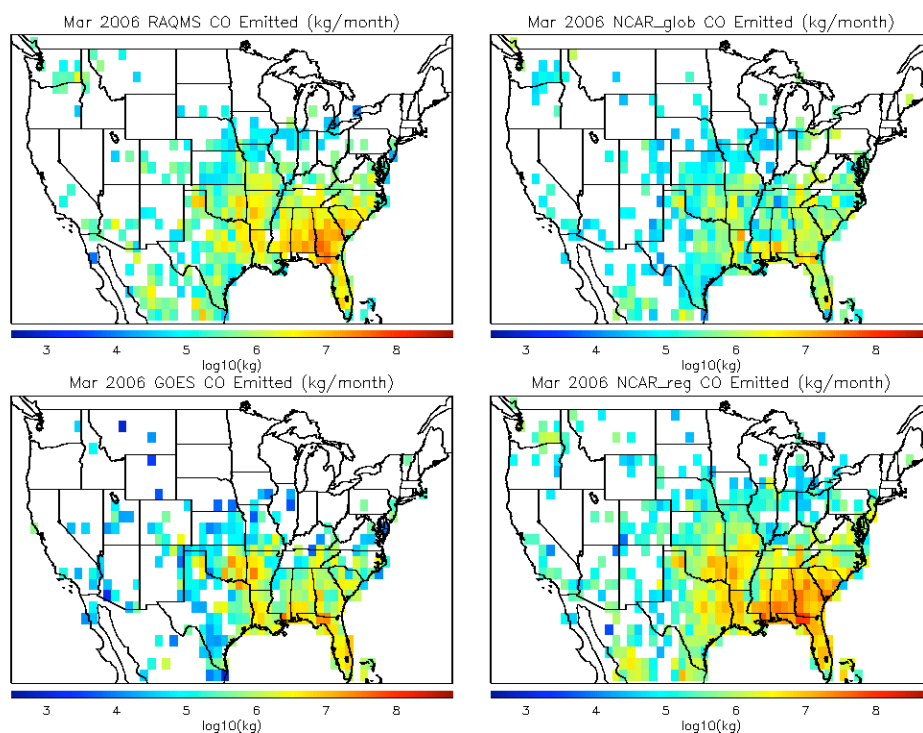 Mar 2006 RAQMS CO Emitted (kg/month)
3 4 5 6 7 8
log10(kg)
Mar 2006 NCAR_glob CO Emitted (kg/month)
3 4 5 6 7 8
log10(kg)
Mar 2006 GOES CO Emitted (kg/month)
3 4 5 6 7 8
log10(kg)
Mar 2006 NCAR_reg CO Emitted (kg/month)
3 4 5 6 7 8
log10(kg)